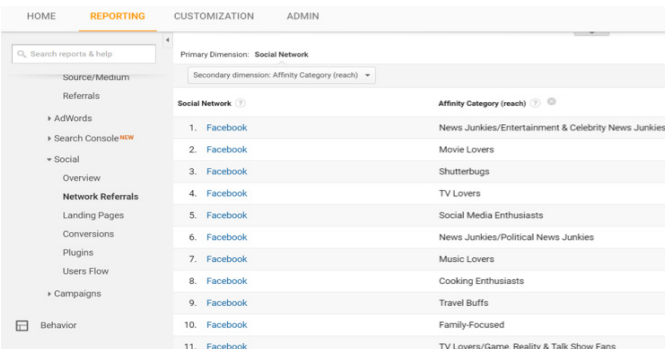 HOME REPORTING CUSTOMIZATION ADMIN
Search reports & help
Source/Medium
Referrals
AdWords
Search Console NEW
Social
Overview
Network Referrals
Landing Pages
Conversions
Plugins
Users Flow
Campaigns
Behavior
Primary Dimension: Social Network
Secondary dimension: Affinity Category (reach)
Social Network ? Affinity Category (reach) ?
1. Facebook News Junkies/Entertainment & Celebrity News Junkies
2. Facebook Movie Lovers
3. Facebook Shutterbugs
4. Facebook TV Lovers
5. Facebook Social Media Enthusiasts
6. Facebook News Junkies/Political News Junkies
7. Facebook Music Lovers
8. Facebook Cooking Enthusiasts
9. Facebook Travel Buffs
10. Facebook Family-Focused
11. Facebook TV Lovers/Game, Reality & Talk Show Fans